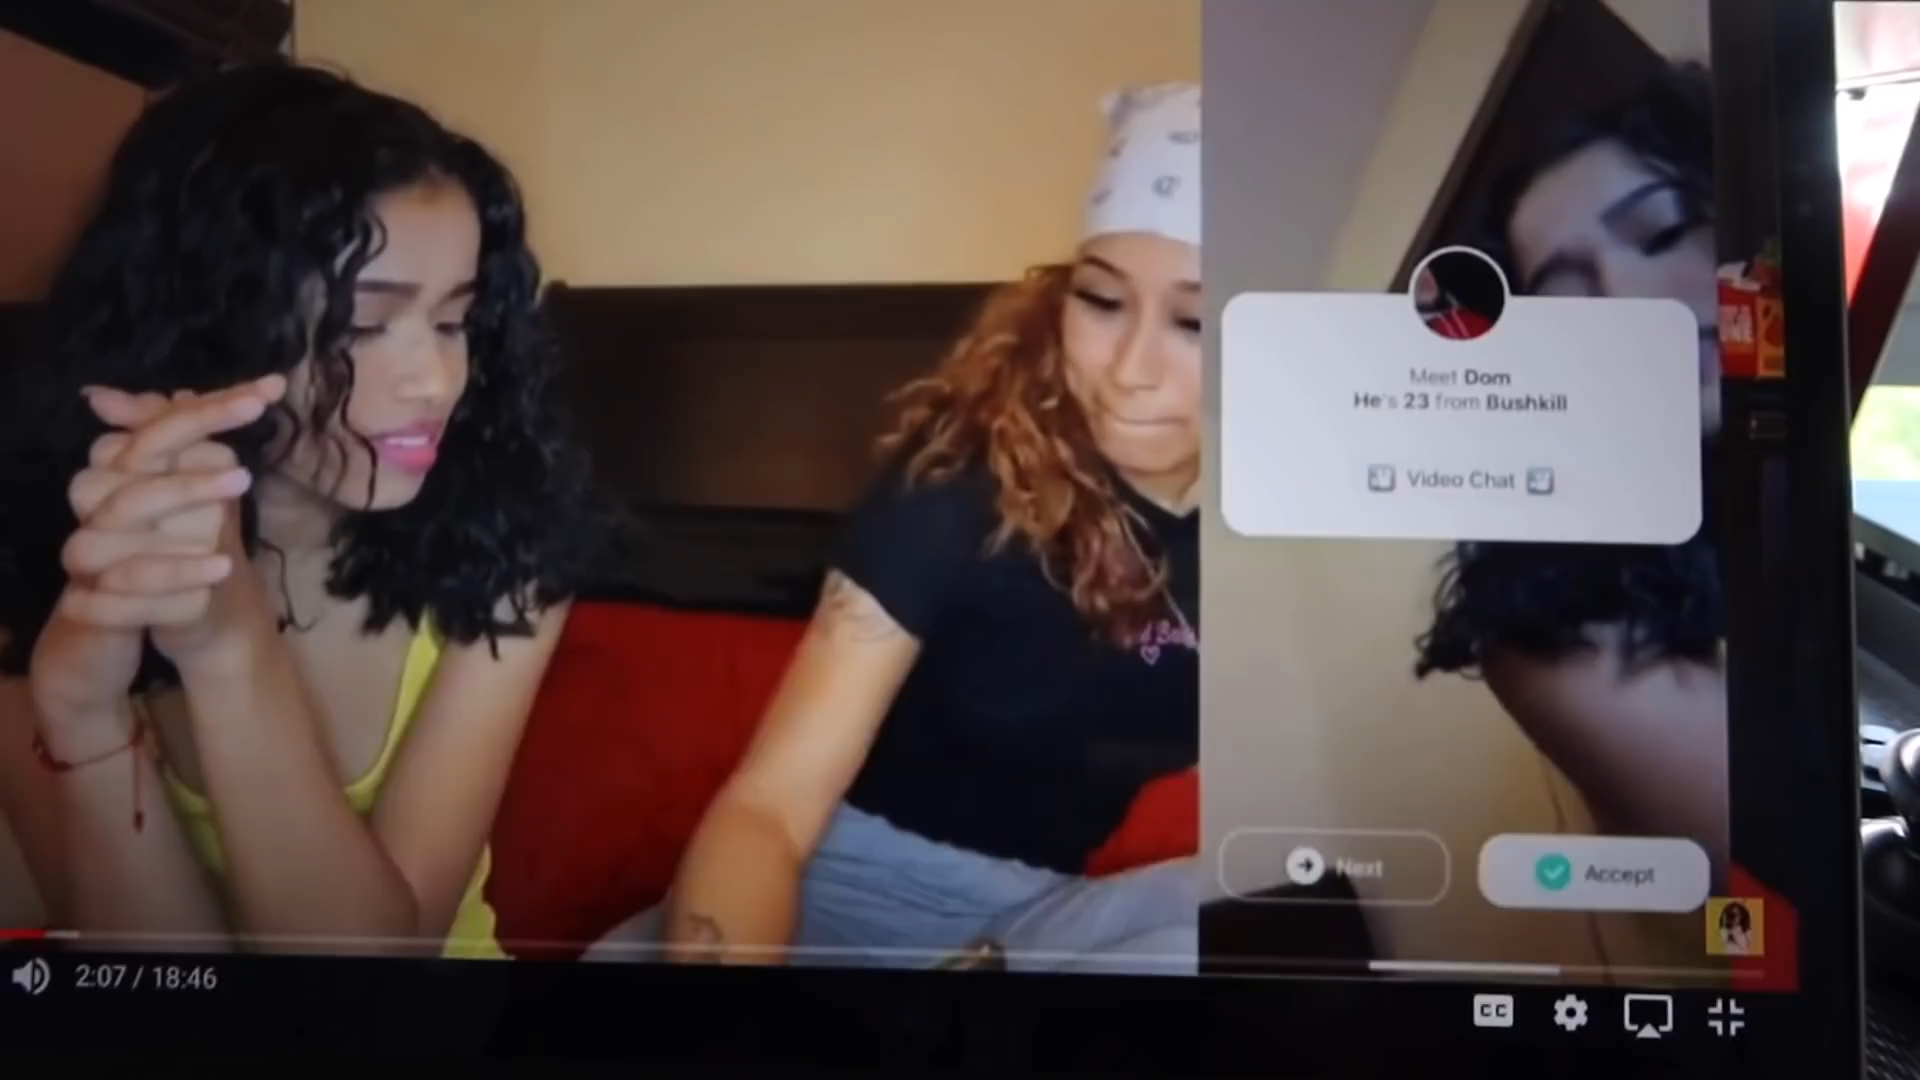 Meet Dom
He's 23 from Bushkill
Video Chat
Next
Accept
2:07 / 18:46
CC